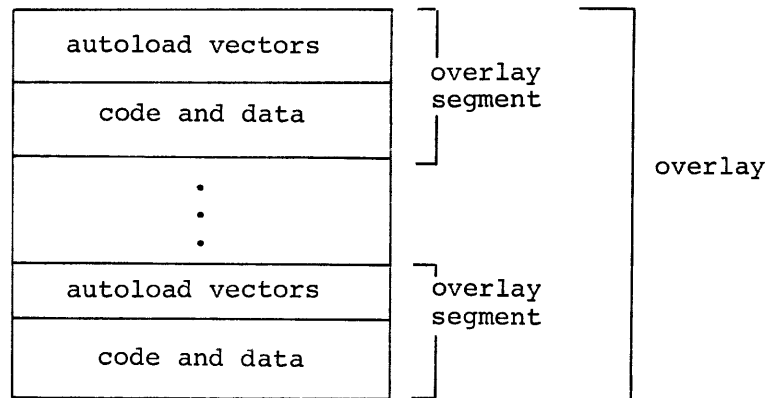 autoload vectors
overlay
segment
code and data
overlay
autoload vectors
overlay
segment
code and data